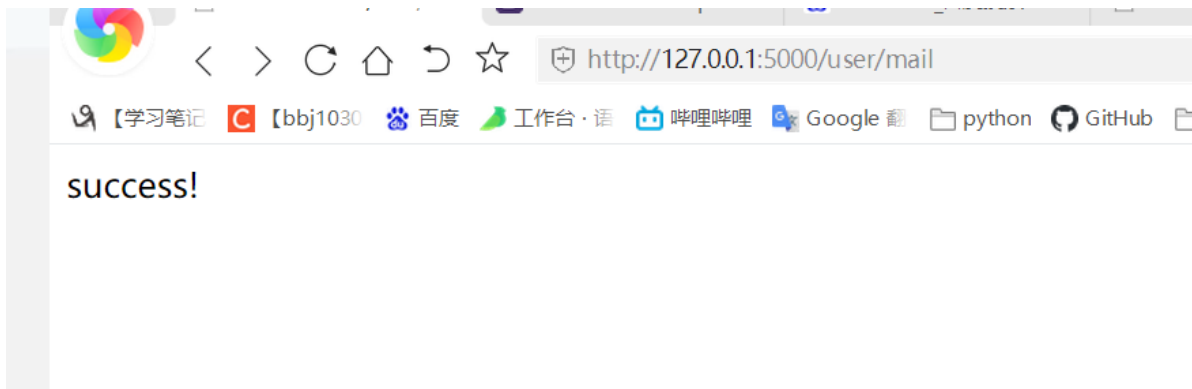 http://127.0.0.1:5000/user/mail
【学习笔记 C 【bbj1030 百度 工作台 · 语 哔哩哔哩 Google 翻 python GitHub
success!